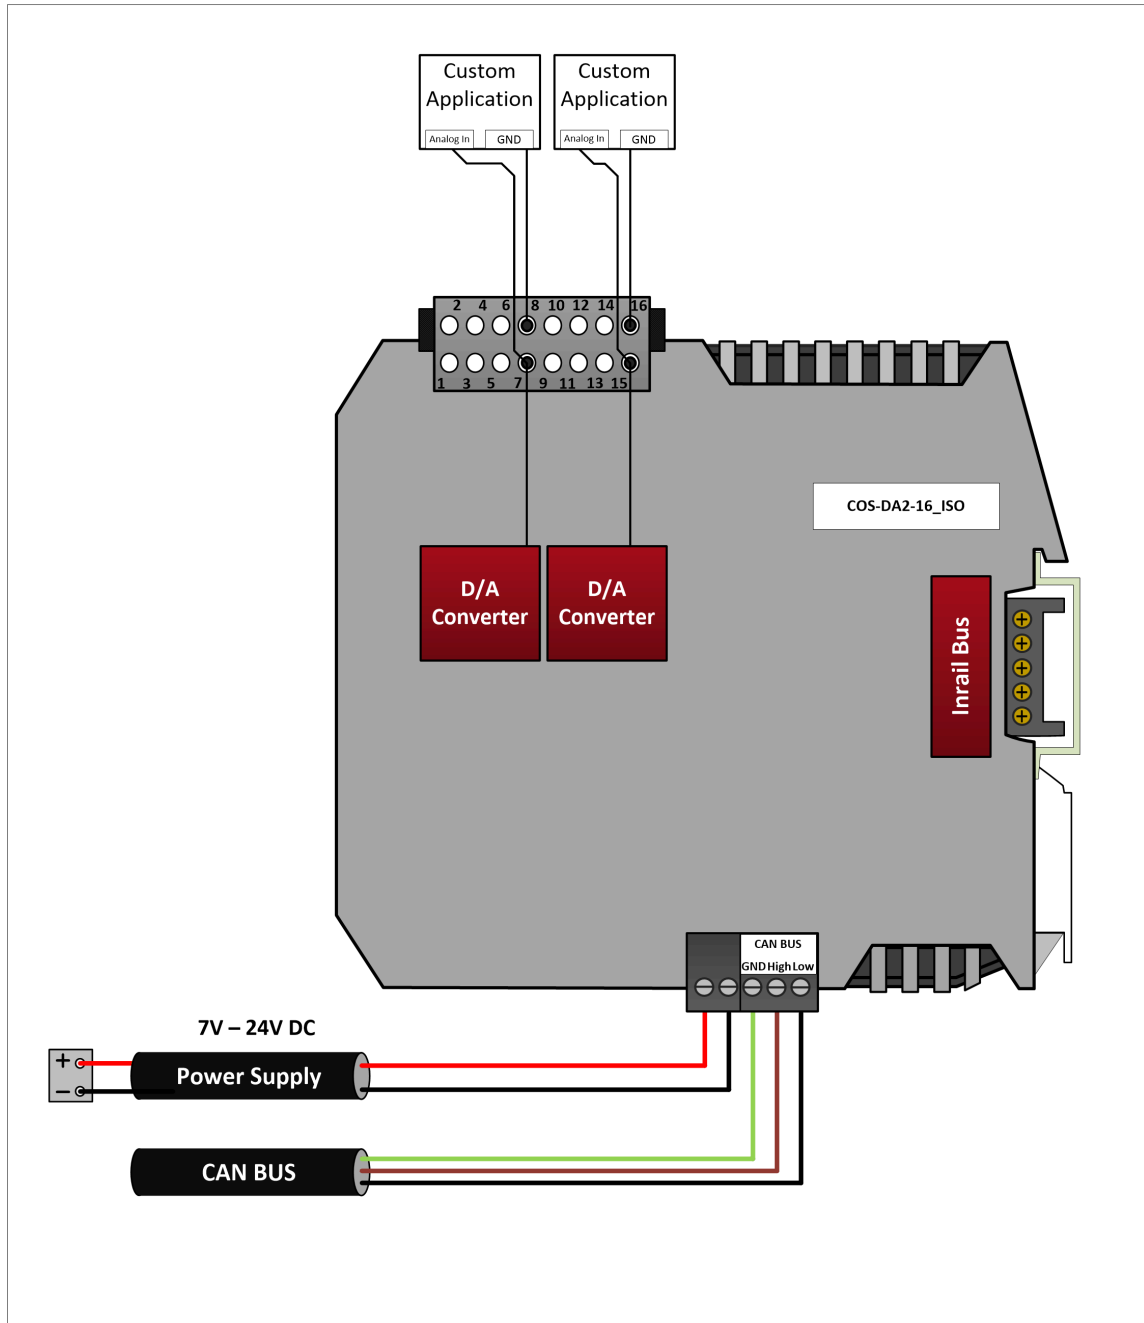 Custom
Application
Analog In
GND
Custom
Application
Analog In
GND
2 4 6 8 10 12 14 16
1 3 5 7 9 11 13 15
COS-DA2-16_ISO
D/A
Converter
D/A
Converter
Inrail Bus
CAN BUS
GND High Low
7V – 24V DC
+
Power Supply
–
CAN BUS